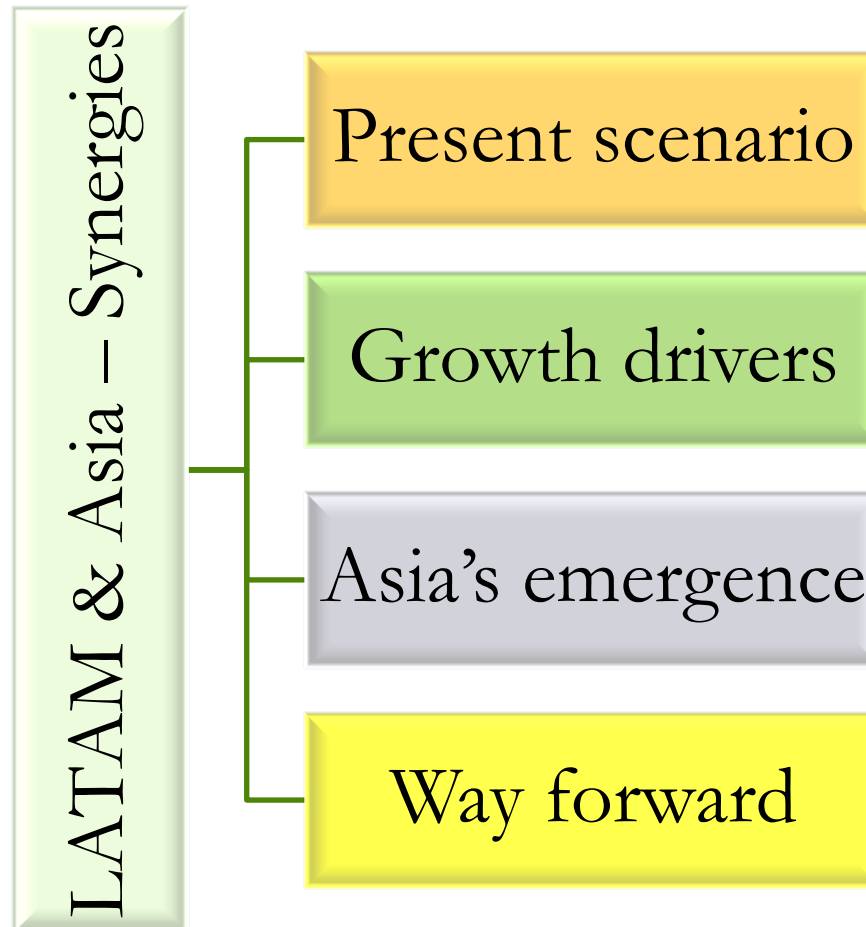 LATAM & Asia – Synergies
Present scenario
Growth drivers
Asia’s emergence
Way forward